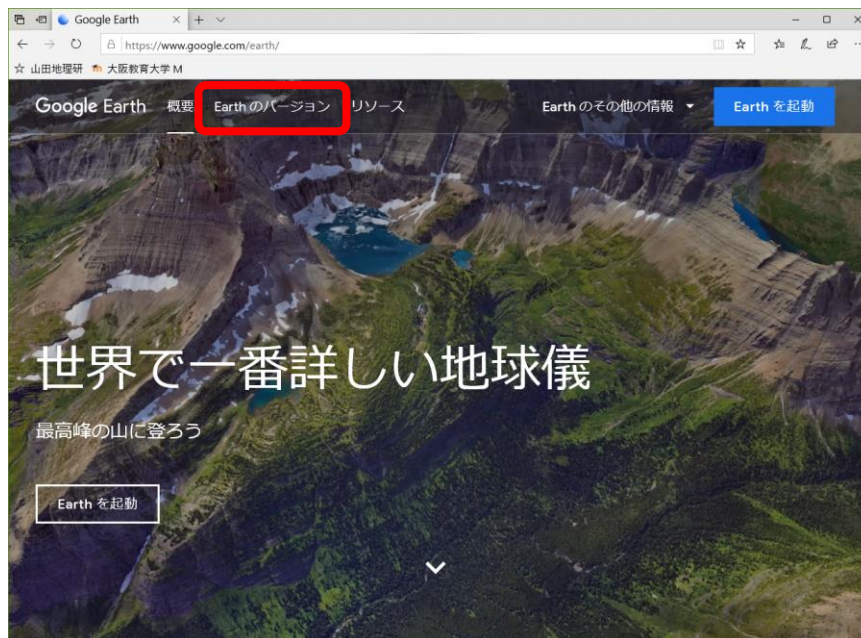 Google Earth
https://www.google.com/earth/
山田地理研 大阪教育大学 M
Google Earth 概要 Earth のバージョン リソース Earth のその他の情報 Earth を起動
世界で一番詳しい地球儀
最高峰の山に登ろう
Earth を起動